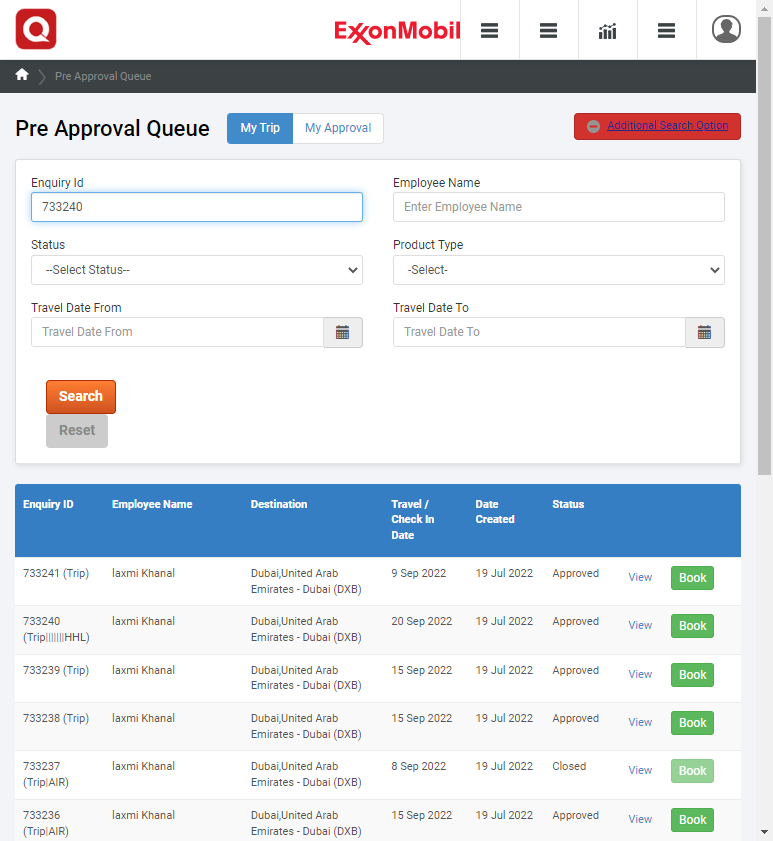 Q
ExxonMobil
Pre Approval Queue
Pre Approval Queue
My Trip
My Approval
Additional Search Option
Enquiry Id
Employee Name
733240
Enter Employee Name
Status
Product Type
--Select Status--
-Select-
Travel Date From
Travel Date To
Travel Date From
Travel Date To
Search
Reset
Enquiry ID Employee Name Destination Travel / Date Status
Check In Created
Date
733241 (Trip) laxmi Khanal Dubai,United Arab 9 Sep 2022 19 Jul 2022 Approved View Book
Emirates - Dubai (DXB)
733240 laxmi Khanal Dubai,United Arab 20 Sep 2022 19 Jul 2022 Approved View Book
(Trip|||||||HHL) Emirates - Dubai (DXB)
733239 (Trip) laxmi Khanal Dubai,United Arab 15 Sep 2022 19 Jul 2022 Approved View Book
Emirates - Dubai (DXB)
733238 (Trip) laxmi Khanal Dubai,United Arab 15 Sep 2022 19 Jul 2022 Approved View Book
Emirates - Dubai (DXB)
733237 laxmi Khanal Dubai,United Arab 8 Sep 2022 19 Jul 2022 Closed View Book
(Trip|AIR) Emirates - Dubai (DXB)
733236 laxmi Khanal Dubai,United Arab 15 Sep 2022 19 Jul 2022 Approved View Book
(Trip|AIR) Emirates - Dubai (DXB)